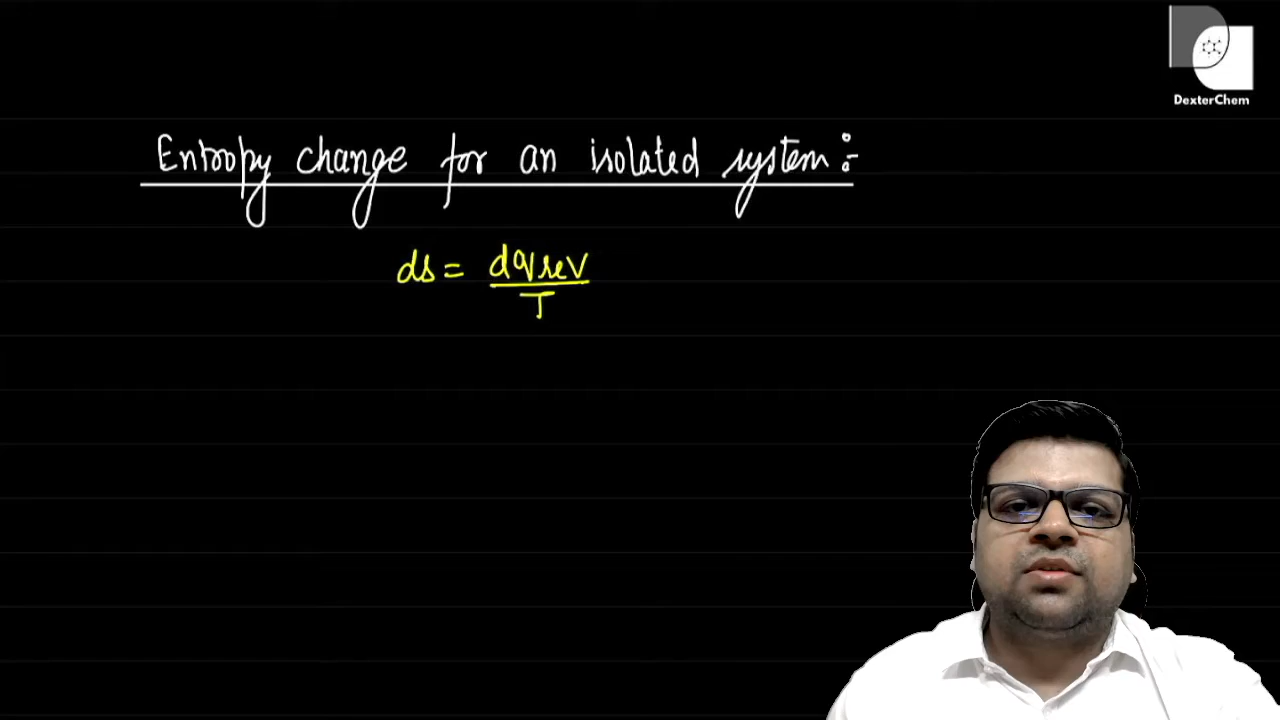 DexterChem
Entropy change for an isolated system:-
ds = dqrev
T